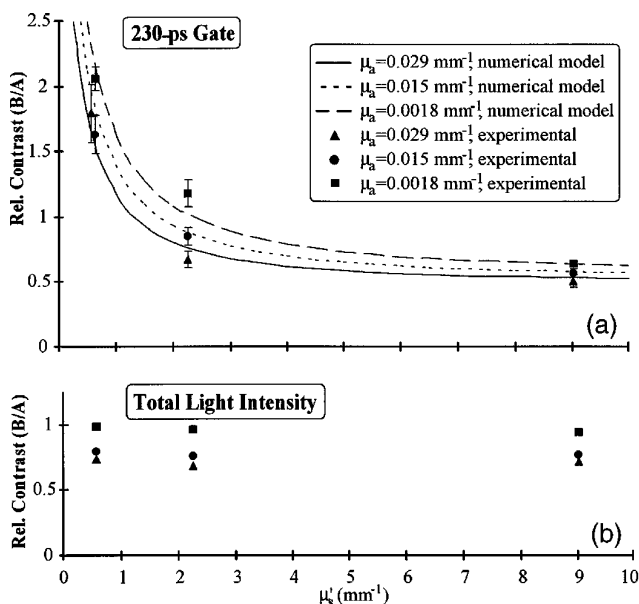 (a)
230-ps Gate
μa=0.029 mm-1; numerical model
μa=0.015 mm-1; numerical model
μa=0.0018 mm-1; numerical model
μa=0.029 mm-1; experimental
μa=0.015 mm-1; experimental
μa=0.0018 mm-1; experimental
Rel. Contrast (B/A)
2.5
2
1.5
1
0.5
0
(a)
Total Light Intensity
Rel. Contrast (B/A)
1
0.5
0
(b)
0 1 2 3 4 5 6 7 8 9 10
μs' (mm-1)